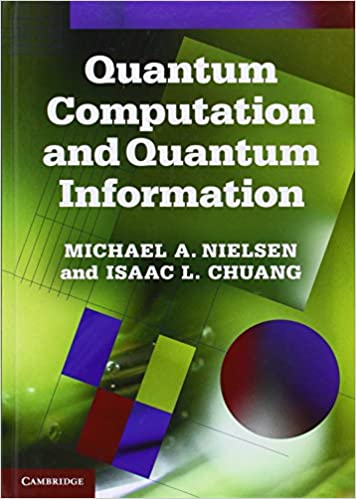 Quantum
Computation
and Quantum
Information
MICHAEL A. NIELSEN
and ISAAC L. CHUANG
CAMBRIDGE